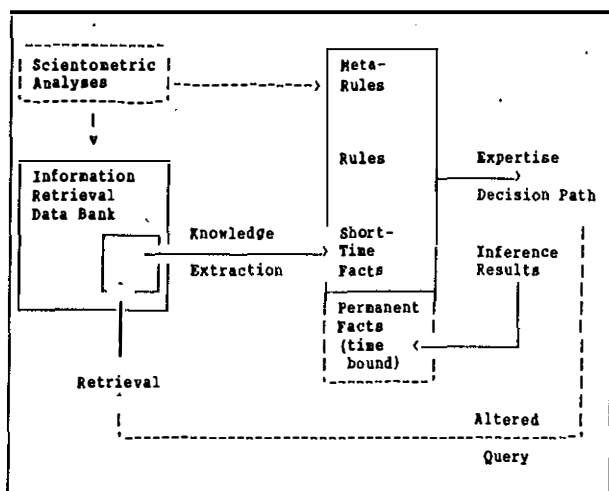 Scientometric
Analyses
Meta-
Rules
Rules
Expertise
Decision Path
Information
Retrieval
Data Bank
Knowledge
Extraction
Short-
Time
Facts
Inference
Results
Permanent
Facts
(time
bound)
Retrieval
Altered
Query